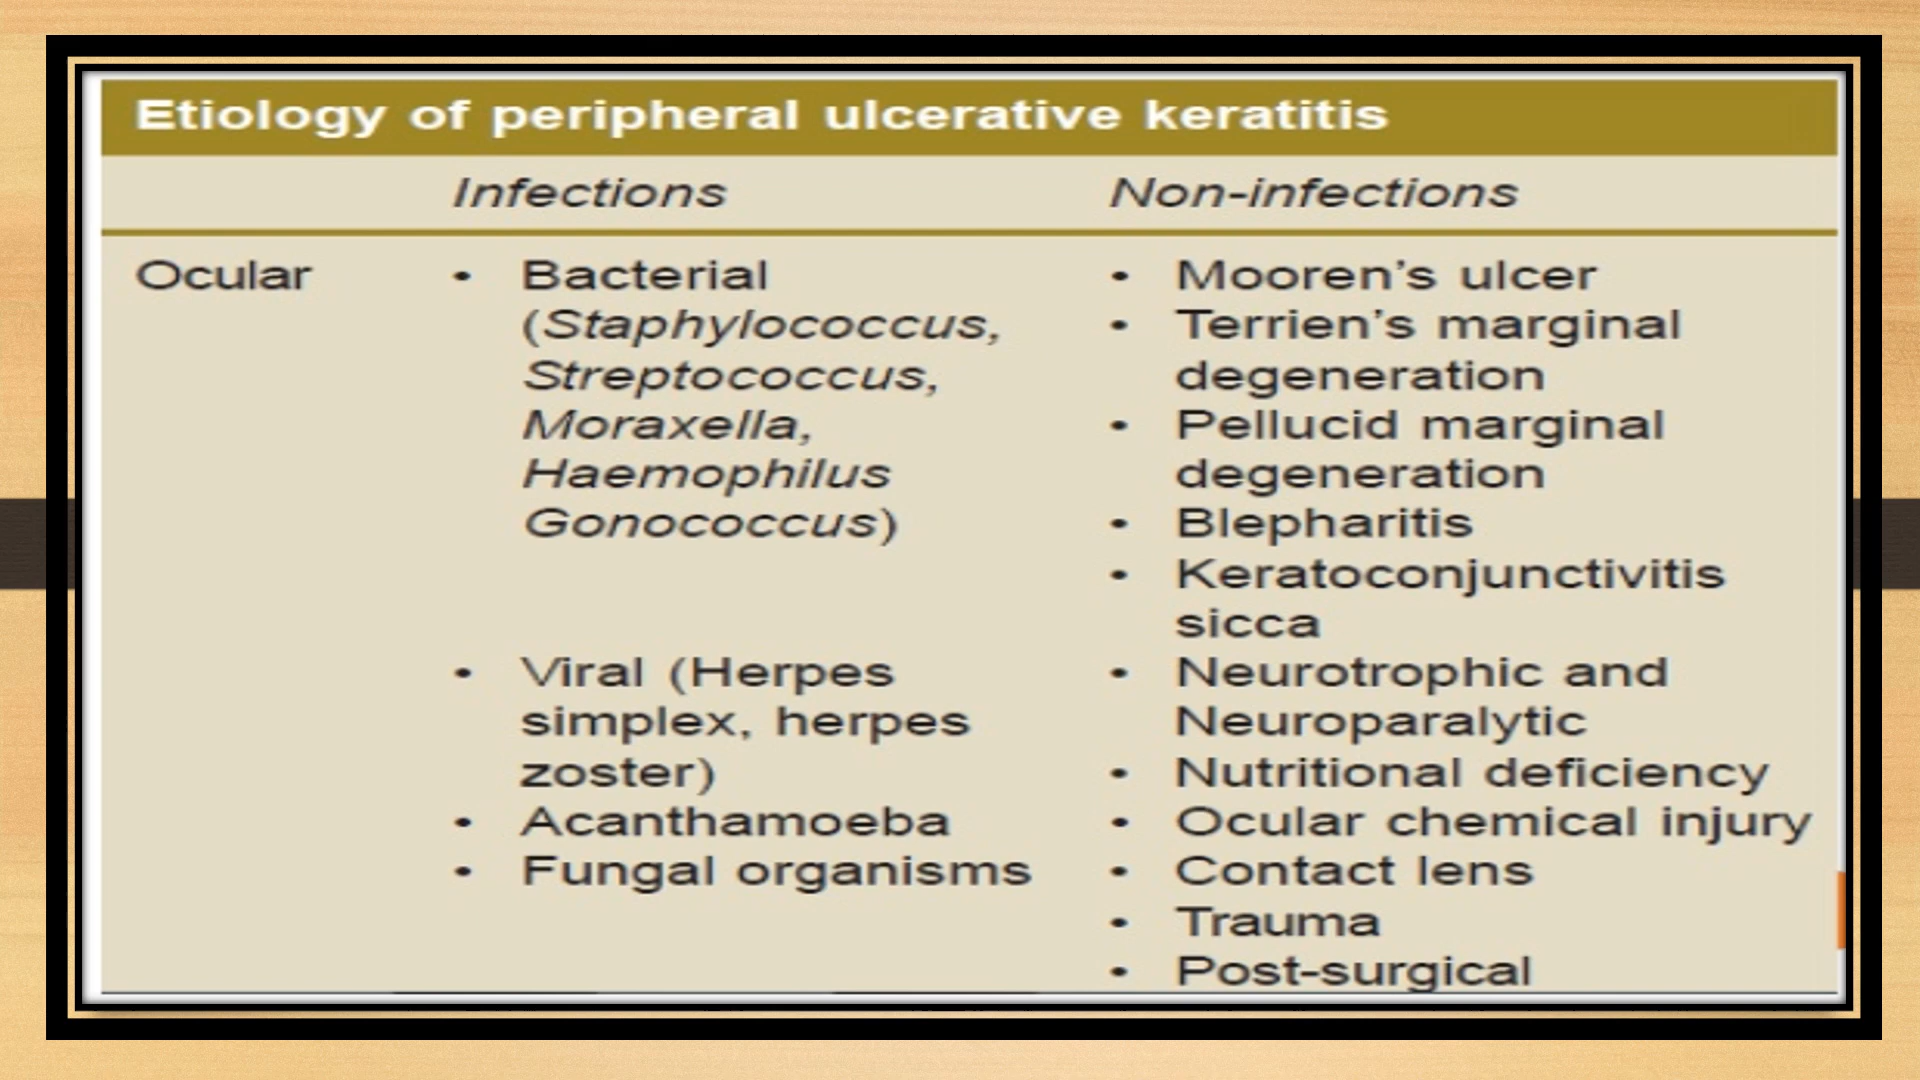 Etiology of peripheral ulcerative keratitis
Infections Non-infections
Ocular • Bacterial • Mooren's ulcer
(Staphylococcus, • Terrien's marginal
Streptococcus, degeneration
Moraxella, • Pellucid marginal
Haemophilus degeneration
Gonococcus) • Blepharitis
• Keratoconjunctivitis
sicca
• Viral (Herpes • Neurotrophic and
simplex, herpes Neuroparalytic
zoster) • Nutritional deficiency
• Acanthamoeba • Ocular chemical injury
• Fungal organisms • Contact lens
• Trauma
• Post-surgical